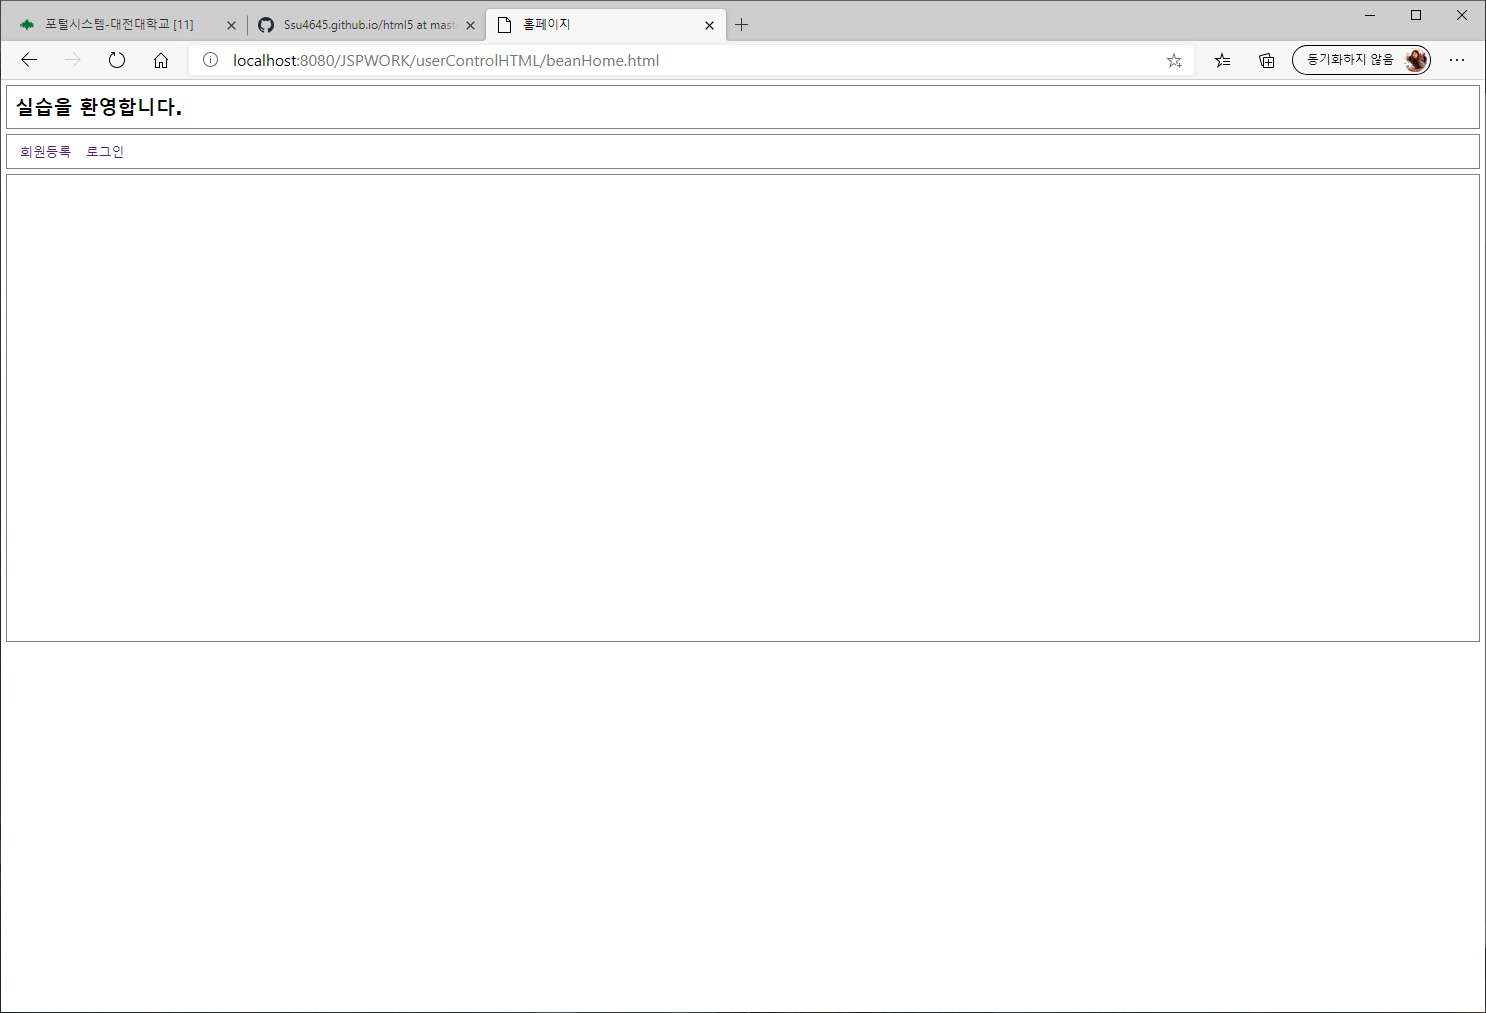 포털시스템-대전대학교 [11]
Ssu4645.github.io/html5 at mast
홈페이지
localhost:8080/JSPWORK/userControlHTML/beanHome.html
동기화하지 않음
실습을 환영합니다.
회원등록 로그인